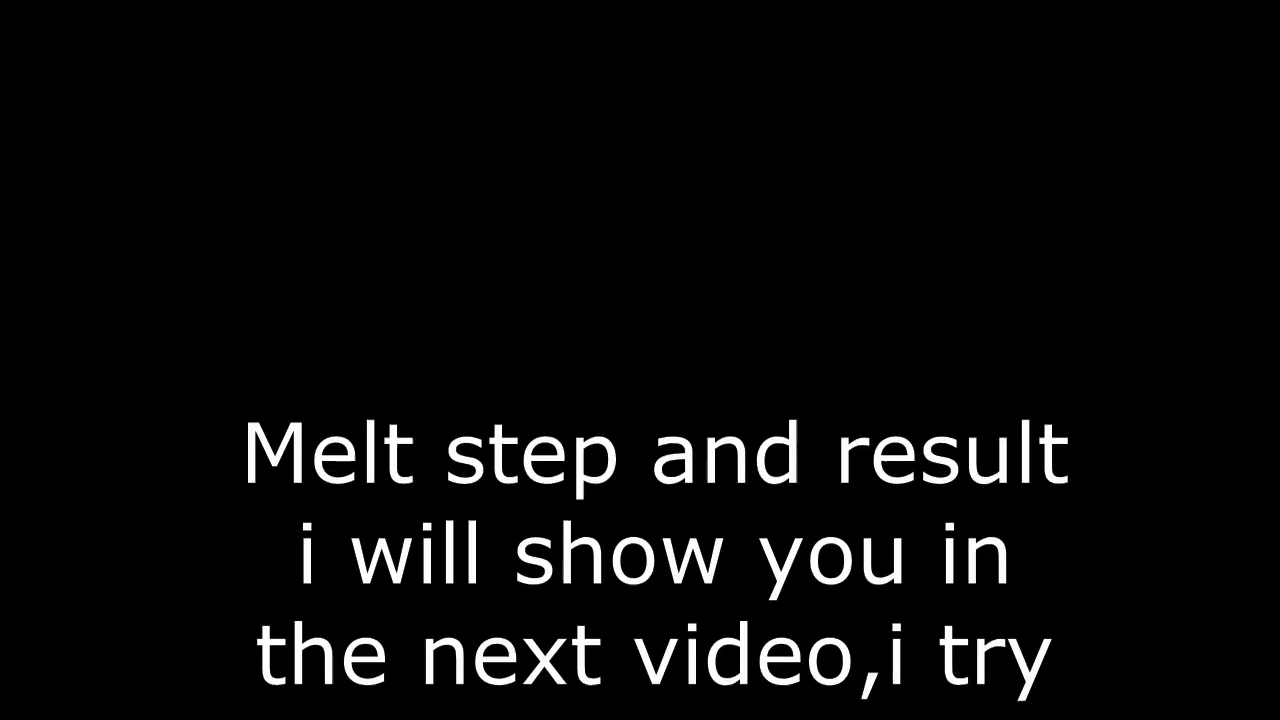 Melt step and result
i will show you in
the next video,i try